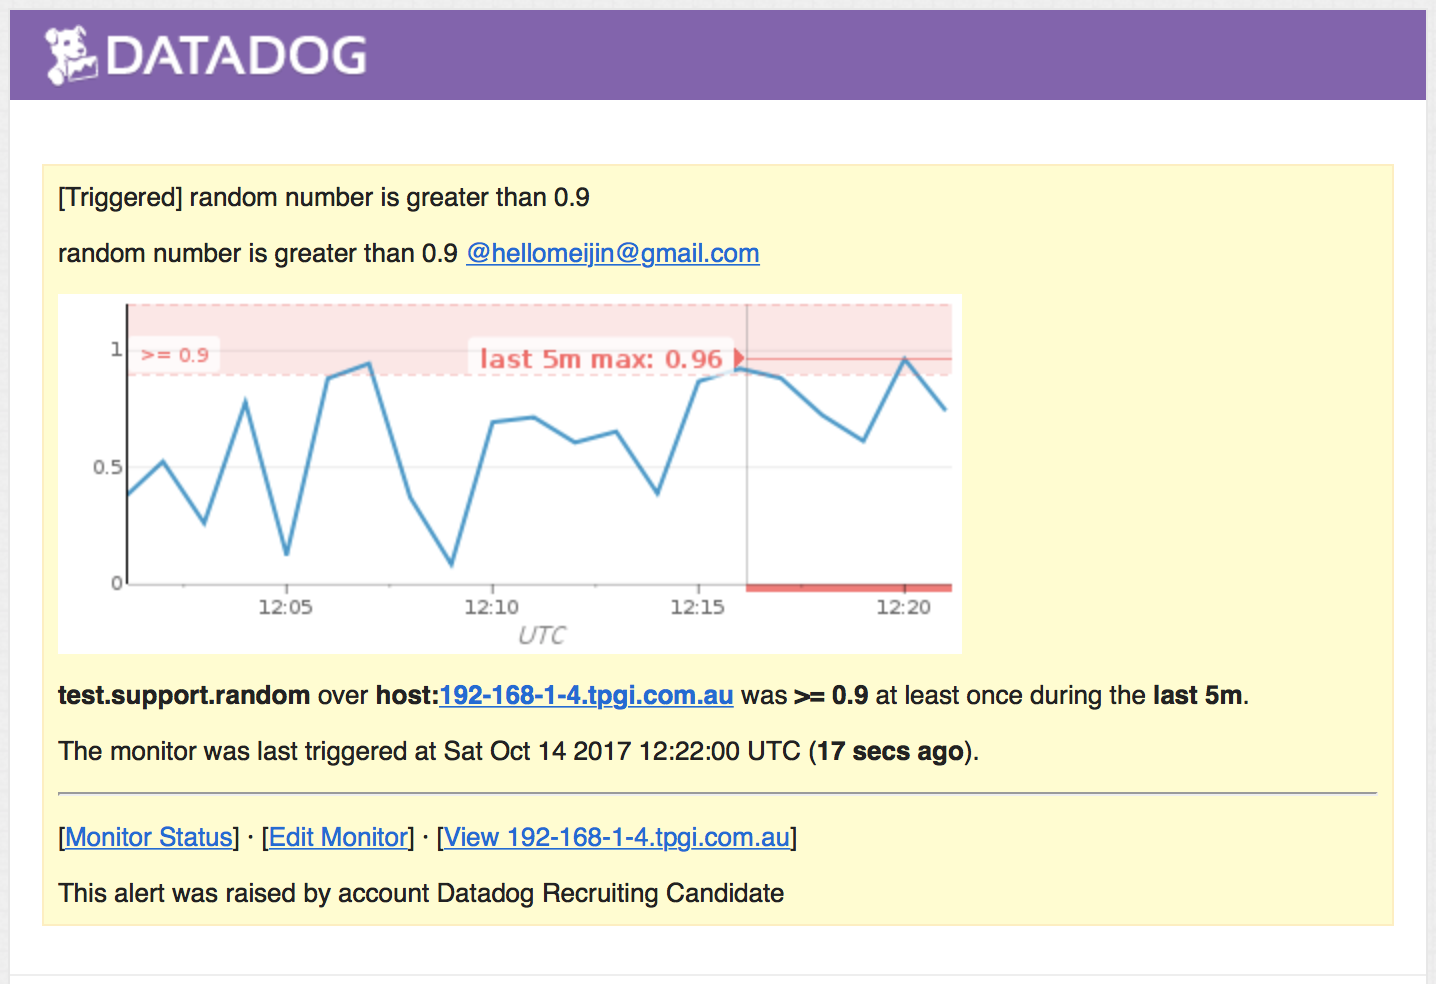 DATADOG
[Triggered] random number is greater than 0.9
random number is greater than 0.9 @hellomeijin@gmail.com
1
>= 0.9
last 5m max: 0.96
0.5
0
12:05
12:10
12:15
12:20
UTC
test.support.random over host:192-168-1-4.tpgi.com.au was >= 0.9 at least once during the last 5m.
The monitor was last triggered at Sat Oct 14 2017 12:22:00 UTC (17 secs ago).
[Monitor Status] · [Edit Monitor] · [View 192-168-1-4.tpgi.com.au]
This alert was raised by account Datadog Recruiting Candidate